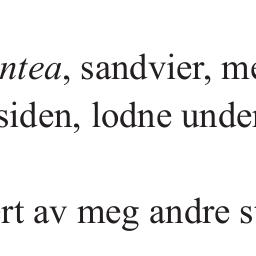 ntea, sandvier, me
siden, lodne under
rt av meg andre s